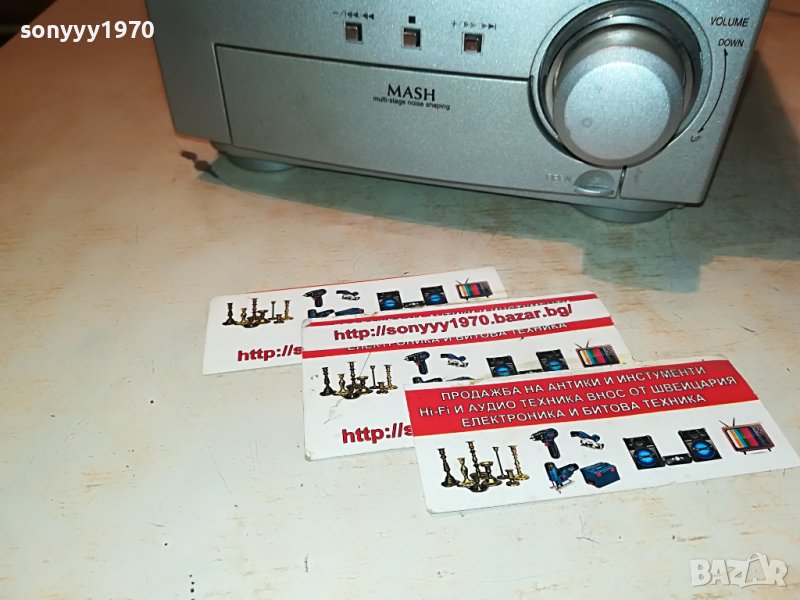 sonyyy1970
VOLUME
DOWN
UP
MASH
multi-stage noise shaping
http://s
http://sonyyy1970.bazar.bg/
ЕЛЕКТРОНИКА И БИТОВА ТЕХНИКА
http://s
ПРОДАЖБА НА АНТИКИ И ИНСТУМЕНТИ
Hi-Fi И АУДИО ТЕХНИКА ВНОС ОТ ШВЕЙЦАРИЯ
ЕЛЕКТРОНИКА И БИТОВА ТЕХНИКА
BAZAR